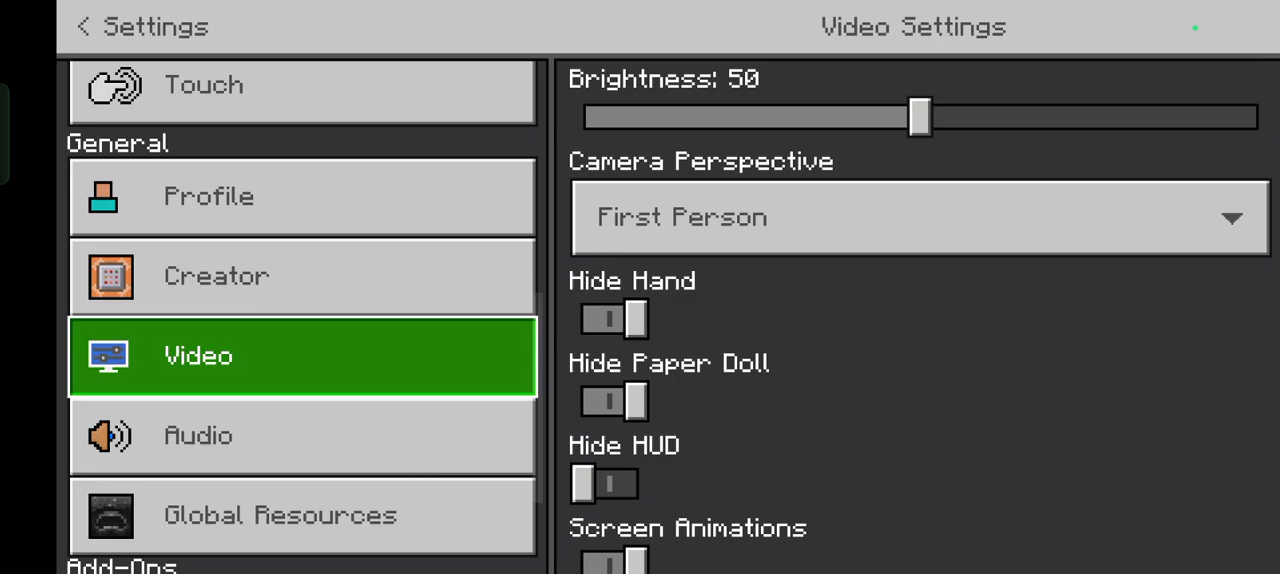 Settings
Video Settings
Touch
General
Profile
Creator
Video
Audio
Global Resources
Add-Ons
Brightness: 50
Camera Perspective
First Person
Hide Hand
Hide Paper Doll
Hide HUD
Screen Animations